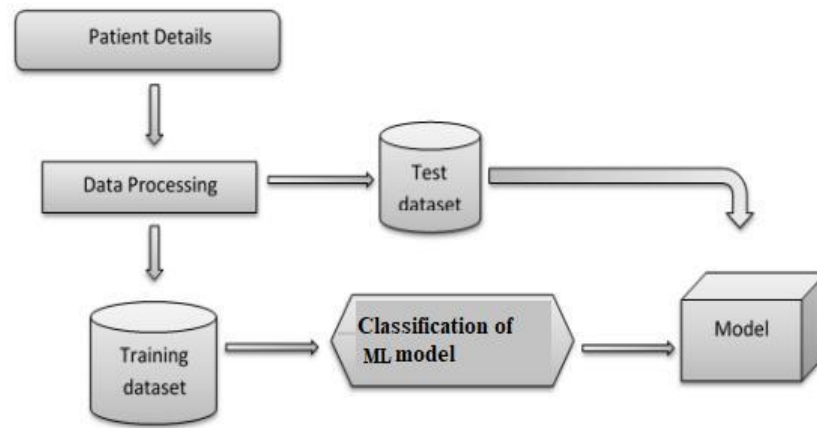 Patient Details
Data Processing
Test
dataset
Training
dataset
Classification of
ML model
Model